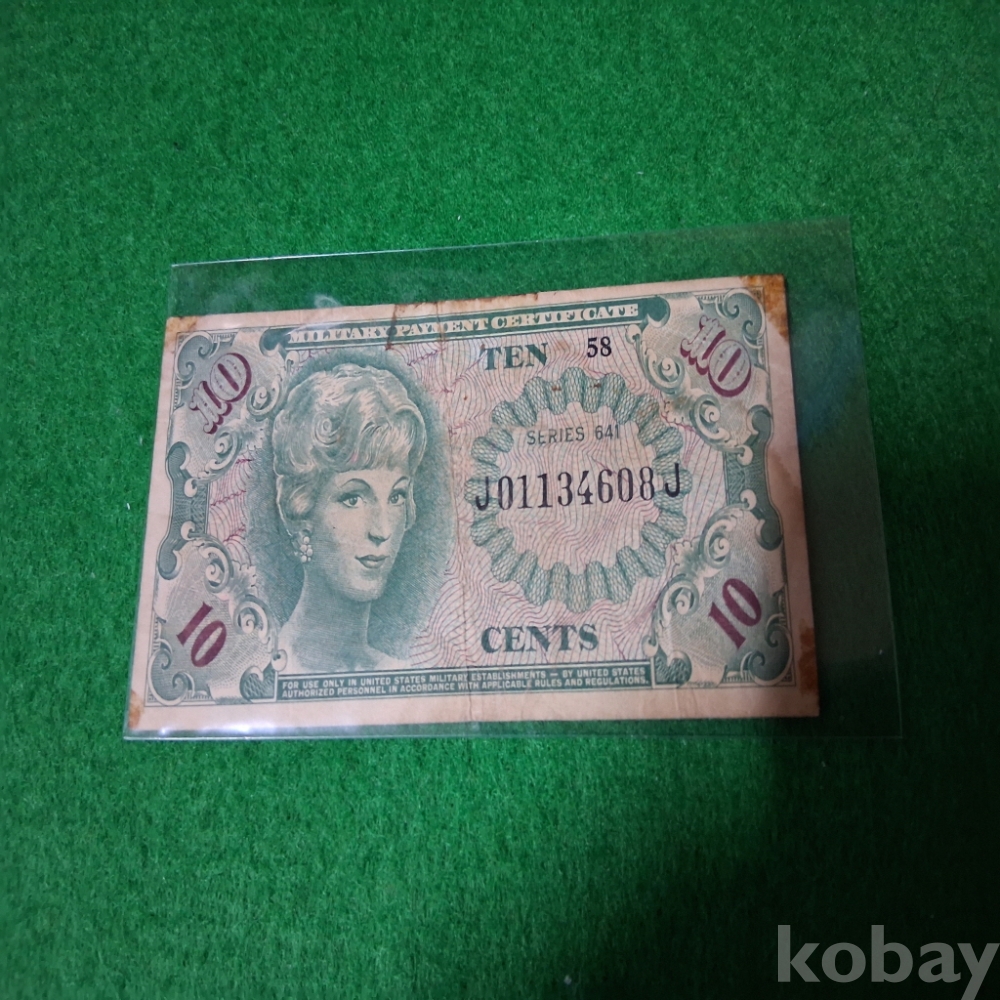 MILITARY PAYMENT CERTIFICATE
10
TEN 58
10
SERIES 641
J01134608J
10
CENTS
10
FOR USE ONLY IN UNITED STATES MILITARY ESTABLISHMENTS — BY UNITED STATES
AUTHORIZED PERSONNEL IN ACCORDANCE WITH APPLICABLE RULES AND REGULATIONS.
kobay